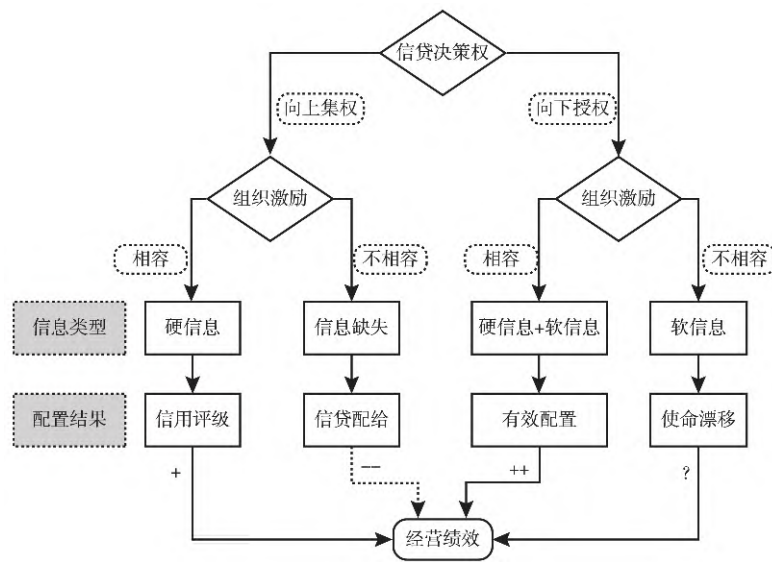 信贷决策权
向上集权
向下授权
组织激励
组织激励
相容
不相容
相容
不相容
信息类型
硬信息
信息缺失
硬信息+软信息
软信息
配置结果
信用评级
信贷配给
有效配置
使命漂移
+
--
++
?
经营绩效